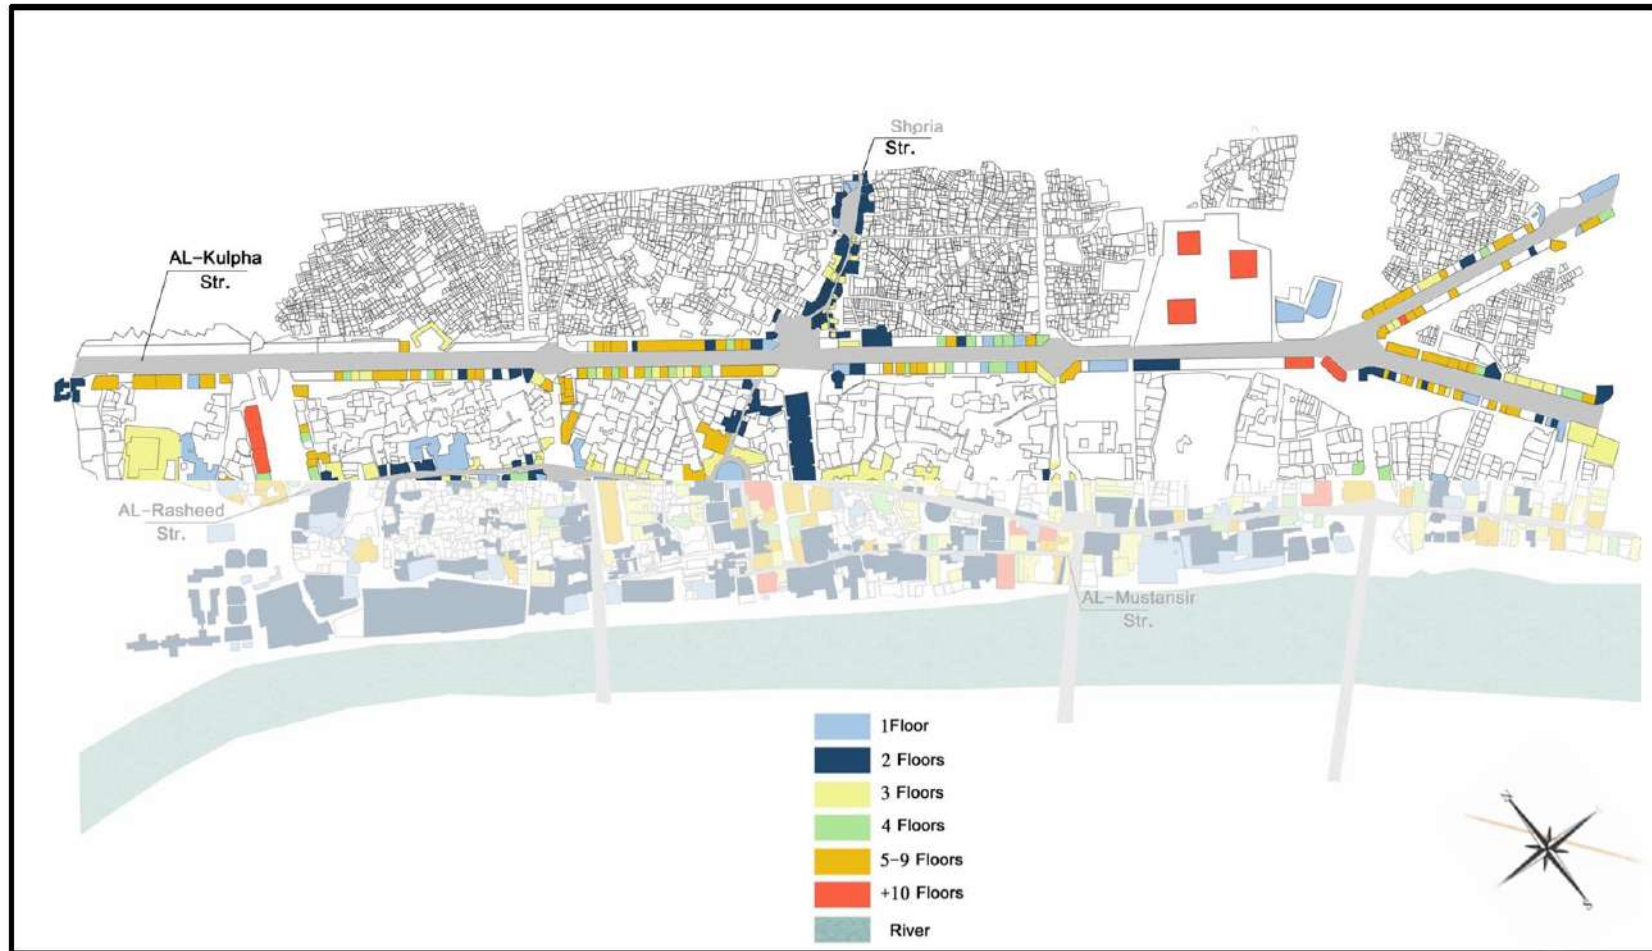 Shoria
Str.
AL-Kulpha
Str.
AL-Rasheed
Str.
AL-Mustansir
Str.
1Floor
2 Floors
3 Floors
4 Floors
5-9 Floors
+10 Floors
River
N
S